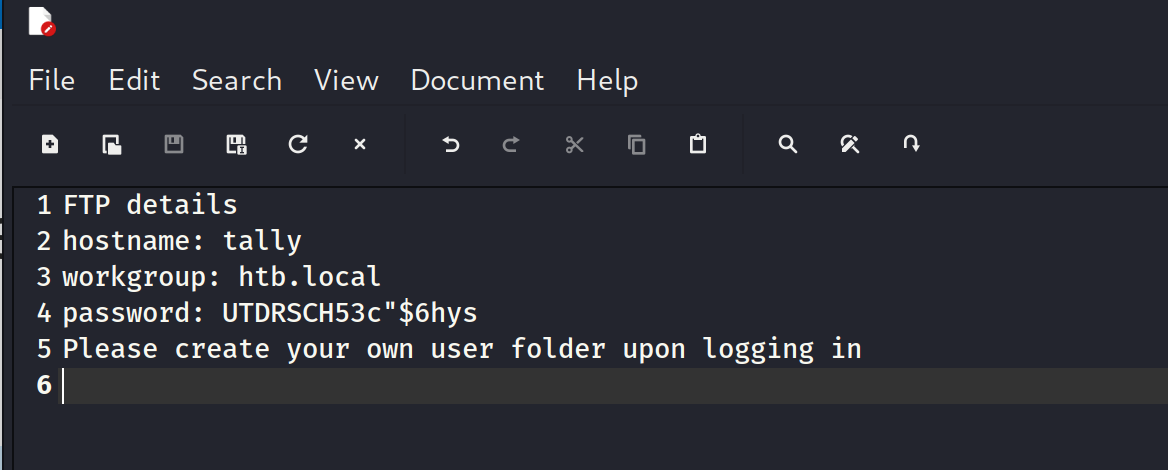 File Edit Search View Document Help
1 FTP details
2 hostname: tally
3 workgroup: htb.local
4 password: UTDRSCH53c"$6hys
5 Please create your own user folder upon logging in
6